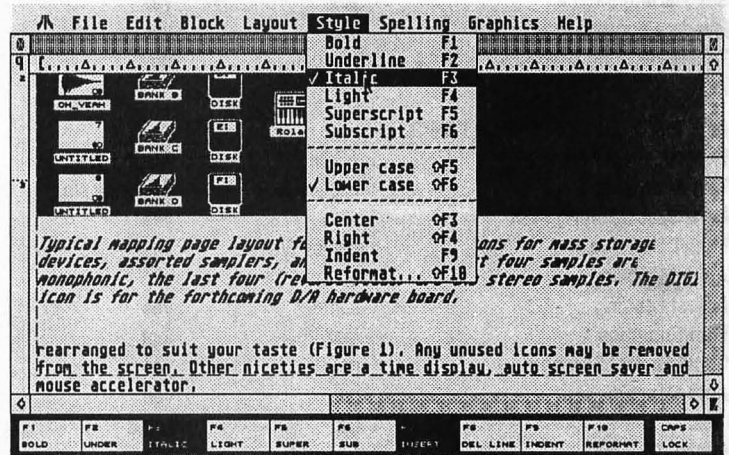 File Edit Block Layout Style Spelling Graphics Help
Bold F1
Underline F2
✓ Italic F3
Light F4
Superscript F5
Subscript F6
Upper case ⇧F5
✓ Lower case ⇧F6
Center ⇧F3
Right ⇧F4
Indent F9
Reformat... ⇧F10
OH_YEAH BANK B DISK
UNTITLED BANK C DISK
UNTITLED BANK D DISK
Typical mapping page layout ons for mass storage
devices, assorted samplers, t four samples are
monophonic, the last four stereo samples. The DIGI
icon is for the forthcoming D/A hardware board.
rearranged to suit your taste (Figure 1). Any unused icons may be removed
from the screen. Other niceties are a time display, auto screen saver and
mouse accelerator.
F1 F2 F3 F4 F5 F6 F8 F9 F10 CAPS
BOLD UNDER ITALIC LIGHT SUPER SUB INSERT DEL LINE INDENT REFORMAT LOCK